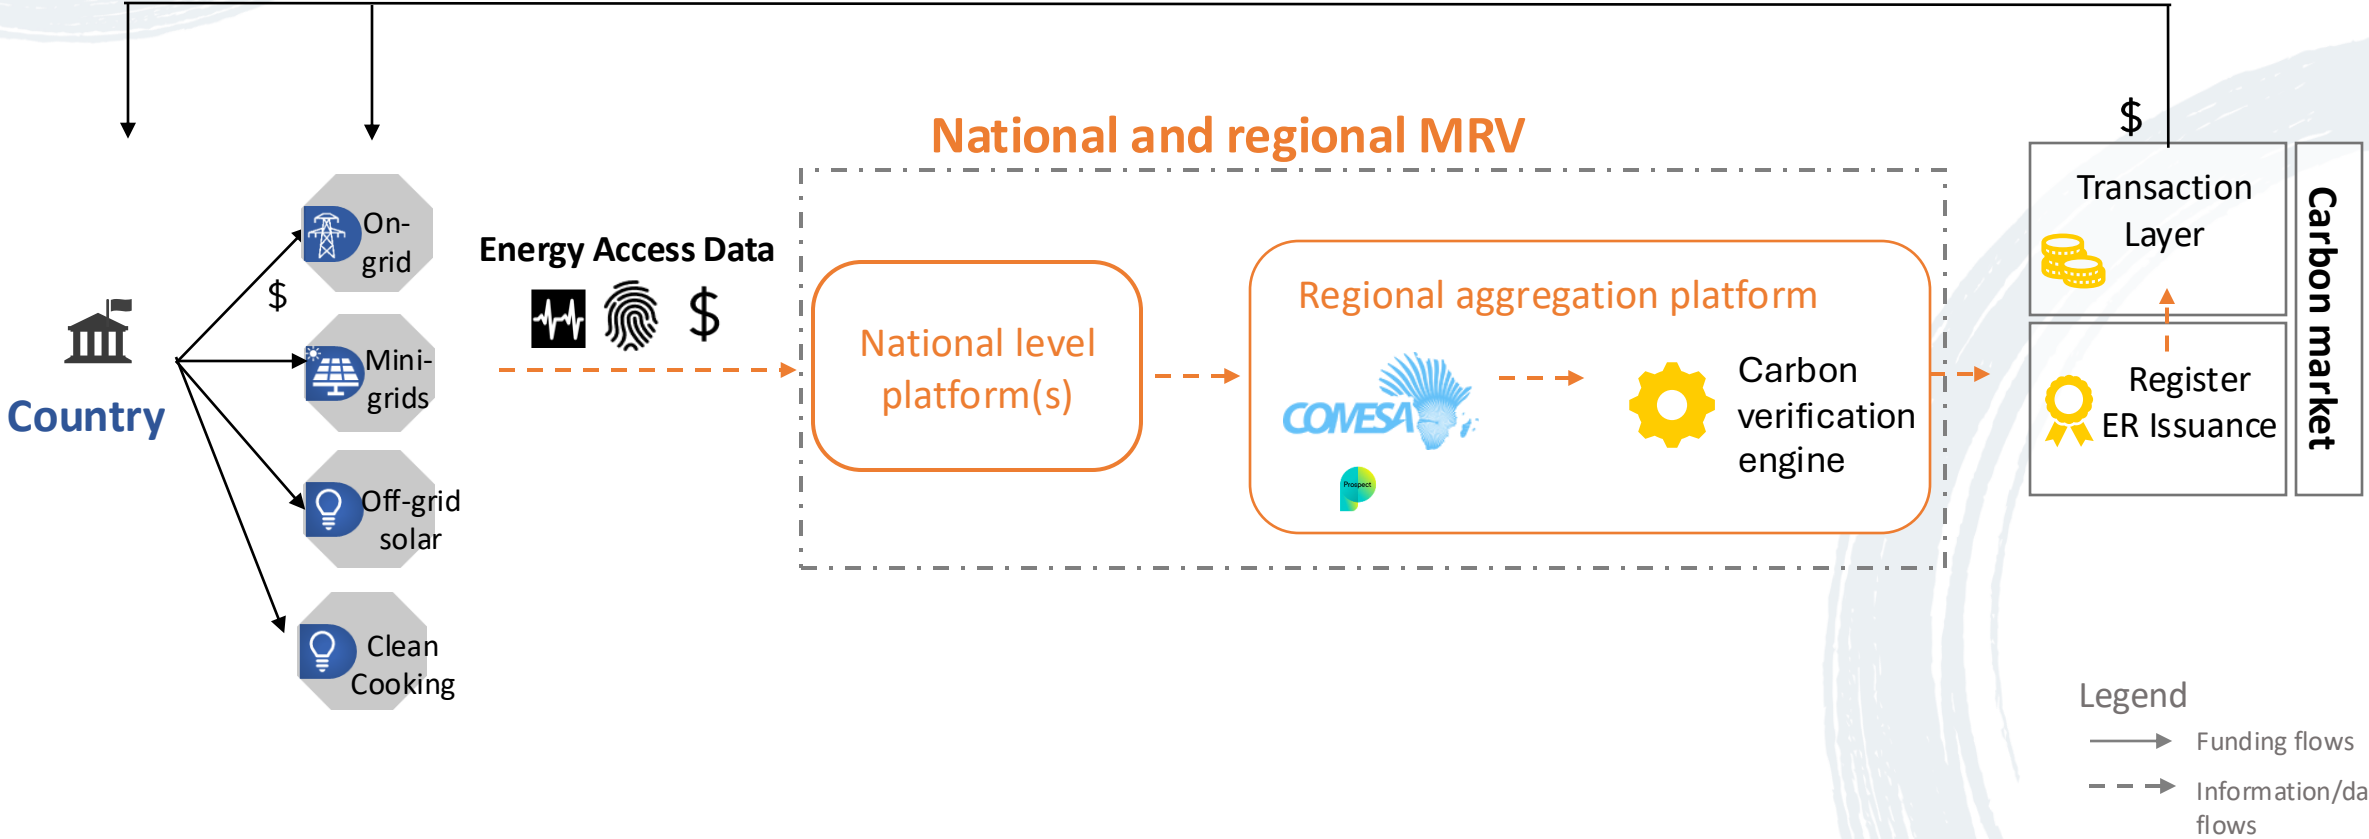 $
National and regional MRV
Transaction
Layer
Carbon market
On-
grid
$
Energy Access Data
$
Regional aggregation platform
National level
platform(s)
Mini-
grids
Country
COMESA
Carbon
verification
engine
Prospect
Register
ER Issuance
Off-grid
solar
Clean
Cooking
Legend
Funding flows
Information/da
flows